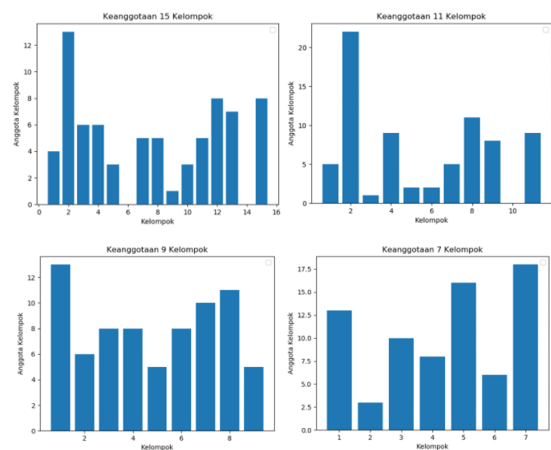 Keanggotaan 15 Kelompok
Anggota Kelompok
12
10
8
6
4
2
0
0 2 4 6 8 10 12 14 16
Kelompok
Keanggotaan 11 Kelompok
Anggota Kelompok
20
15
10
5
0
2 4 6 8 10
Kelompok
Keanggotaan 9 Kelompok
Anggota Kelompok
12
10
8
6
4
2
0
2 4 6 8
Kelompok
Keanggotaan 7 Kelompok
Anggota Kelompok
17.5
15.0
12.5
10.0
7.5
5.0
2.5
0.0
1 2 3 4 5 6 7
Kelompok